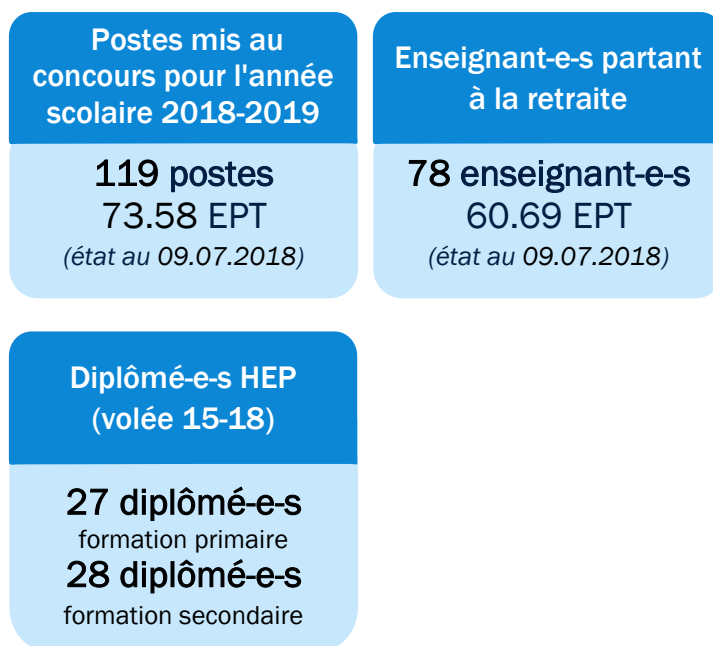 Postes mis au
concours pour l'année
scolaire 2018-2019
119 postes
73.58 EPT
(état au 09.07.2018)
Enseignant-e-s partant
à la retraite
78 enseignant-e-s
60.69 EPT
(état au 09.07.2018)
Diplômé-e-s HEP
(volée 15-18)
27 diplômé-e-s
formation primaire
28 diplômé-e-s
formation secondaire